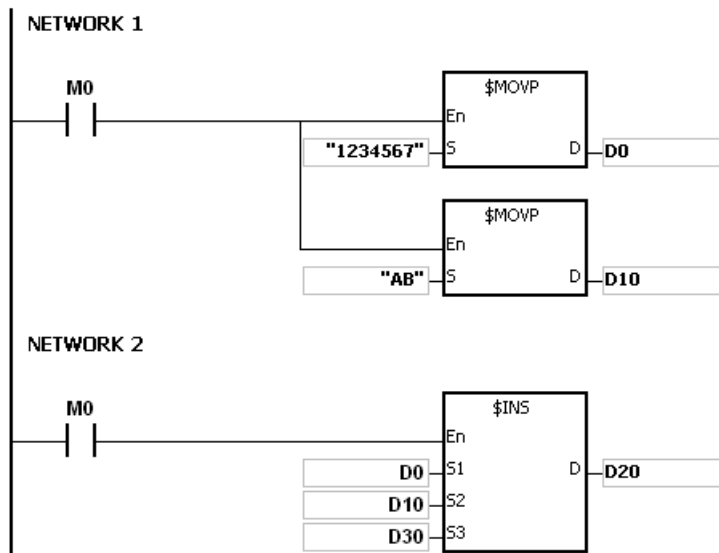 NETWORK 1
M0
$MOVP
En
"1234567" S D D0
$MOVP
En
"AB" S D D10
NETWORK 2
M0
$INS
En
D0 S1 D D20
D10 S2
D30 S3